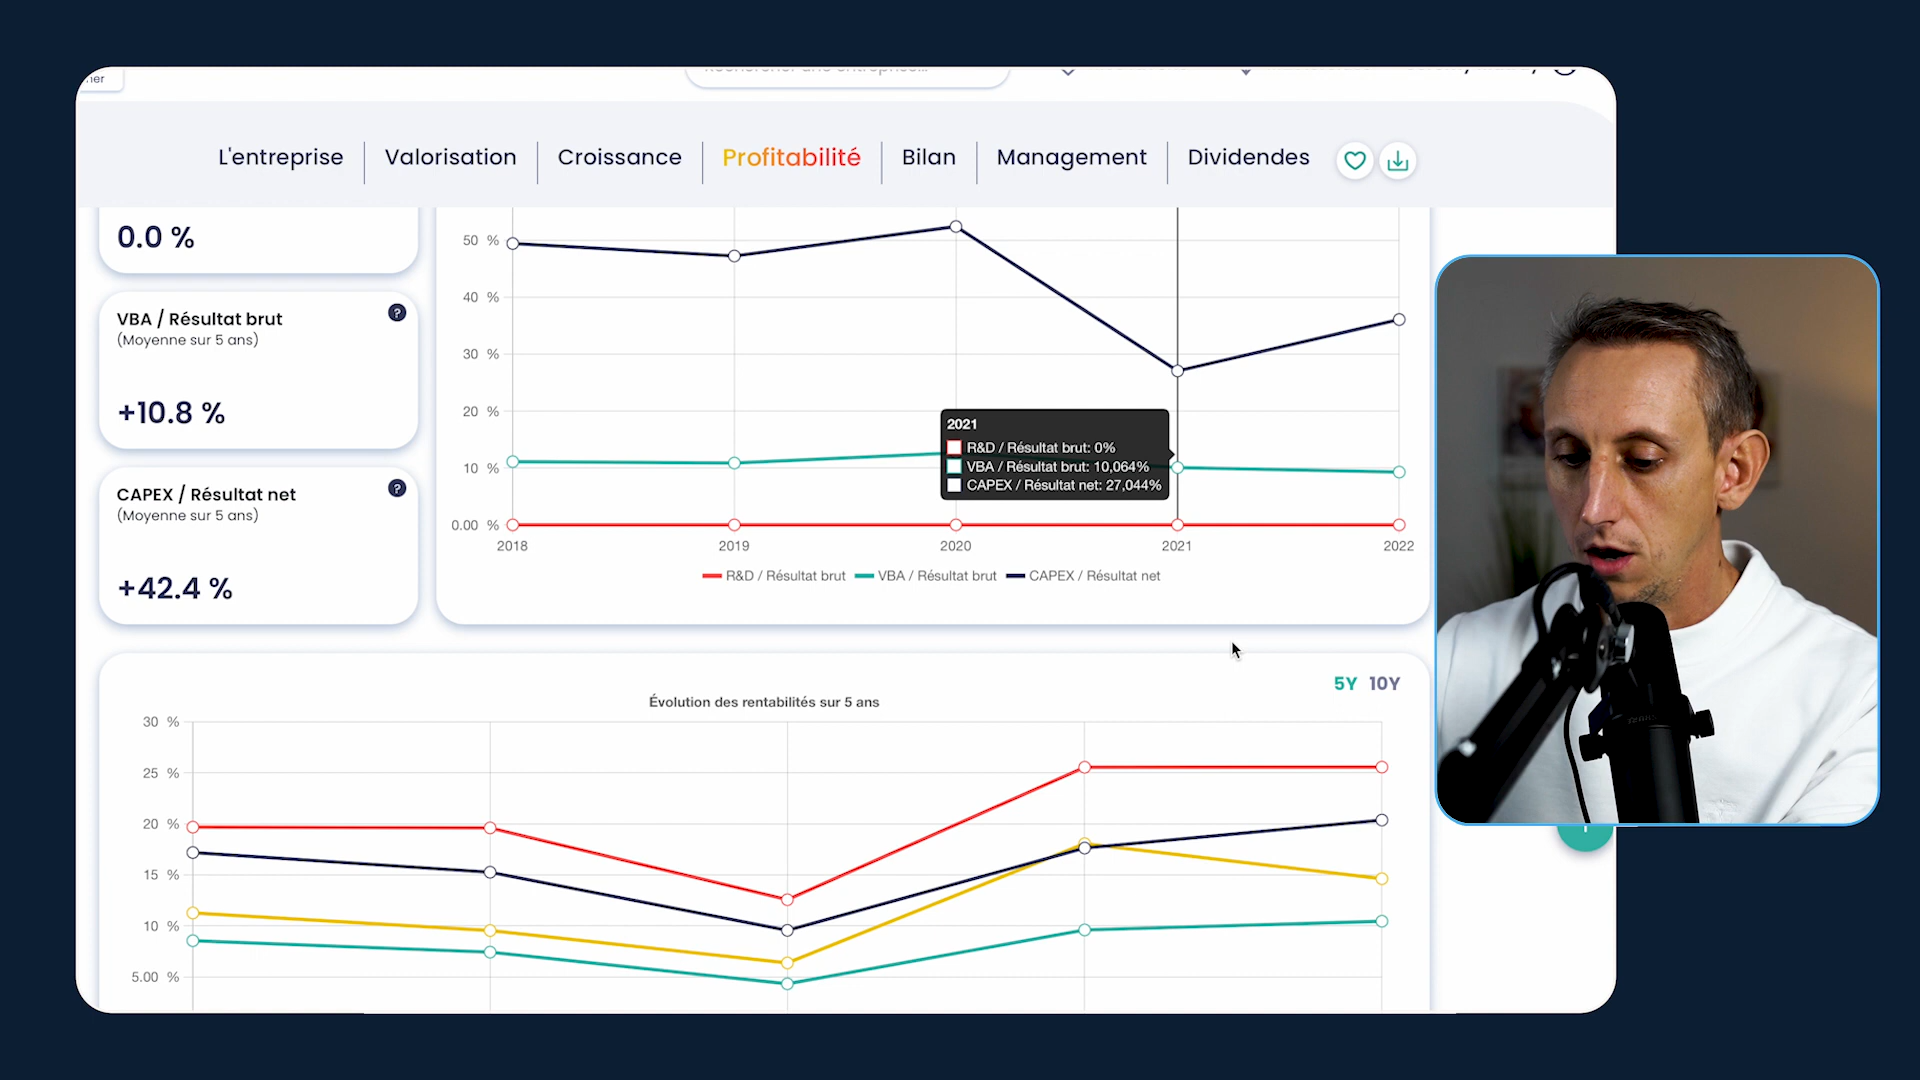 L'entreprise
Valorisation
Croissance
Profitabilité
Bilan
Management
Dividendes
0.0 %
VBA / Résultat brut
?
(Moyenne sur 5 ans)
+10.8 %
CAPEX / Résultat net
?
(Moyenne sur 5 ans)
+42.4 %
50 %
40 %
30 %
20 %
10 %
0.00 %
2021
R&D / Résultat brut: 0%
VBA / Résultat brut: 10,064%
CAPEX / Résultat net: 27,044%
2018
2019
2020
2021
2022
R&D / Résultat brut
VBA / Résultat brut
CAPEX / Résultat net
5Y
10Y
Évolution des rentabilités sur 5 ans
30 %
25 %
20 %
15 %
10 %
5.00 %